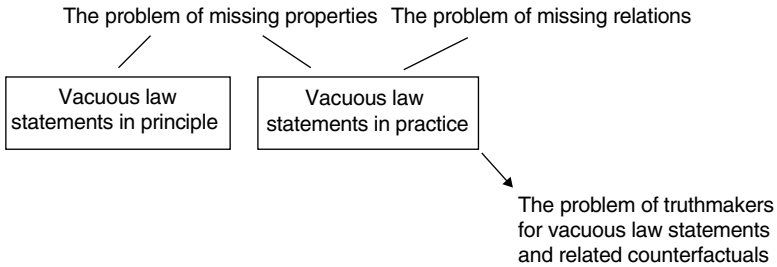 The problem of missing properties
The problem of missing relations
Vacuous law
statements in principle
Vacuous law
statements in practice
The problem of truthmakers
for vacuous law statements
and related counterfactuals